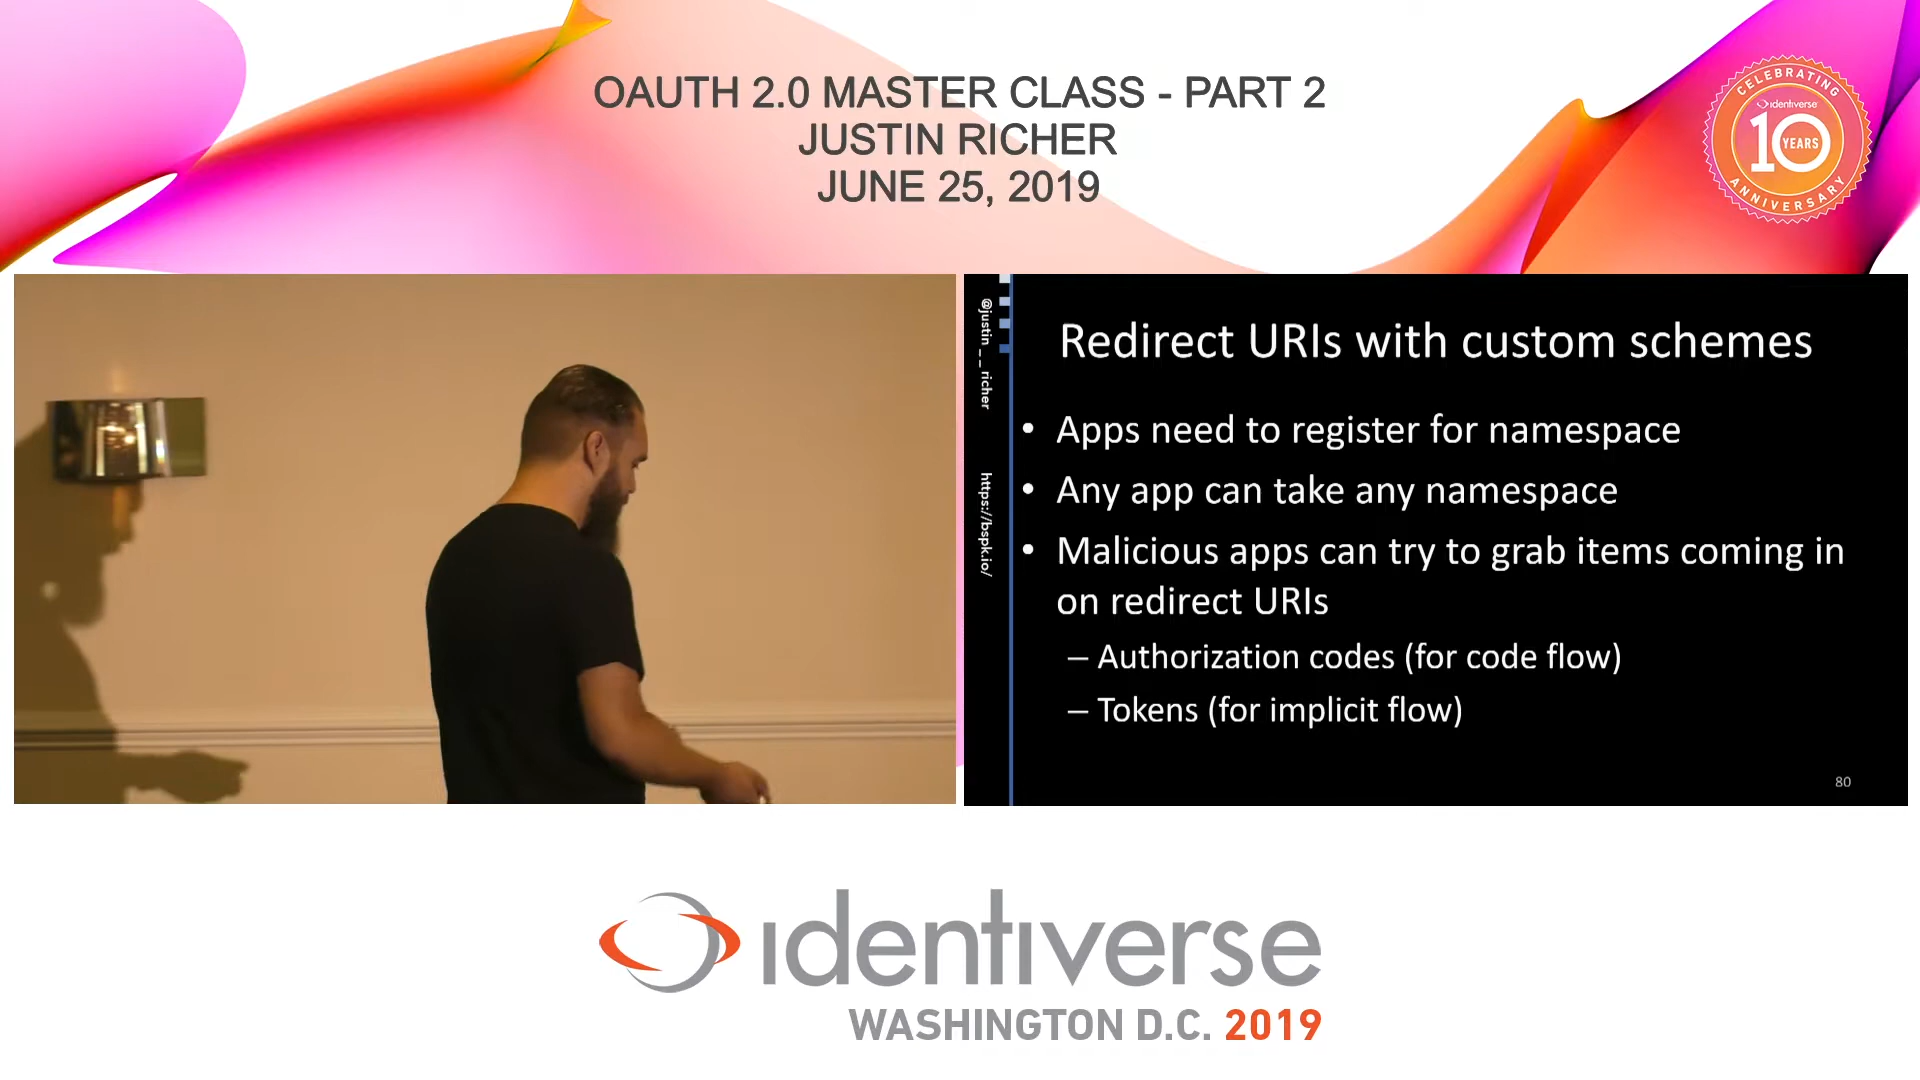 OAUTH 2.0 MASTER CLASS - PART 2
JUSTIN RICHER
JUNE 25, 2019
CELEBRATING
identiverse
10
YEARS
ANNIVERSARY
@justin__richer
https://bspk.io/
Redirect URIs with custom schemes
• Apps need to register for namespace
• Any app can take any namespace
• Malicious apps can try to grab items coming in
on redirect URIs
– Authorization codes (for code flow)
– Tokens (for implicit flow)
80
identiverse
WASHINGTON D.C. 2019